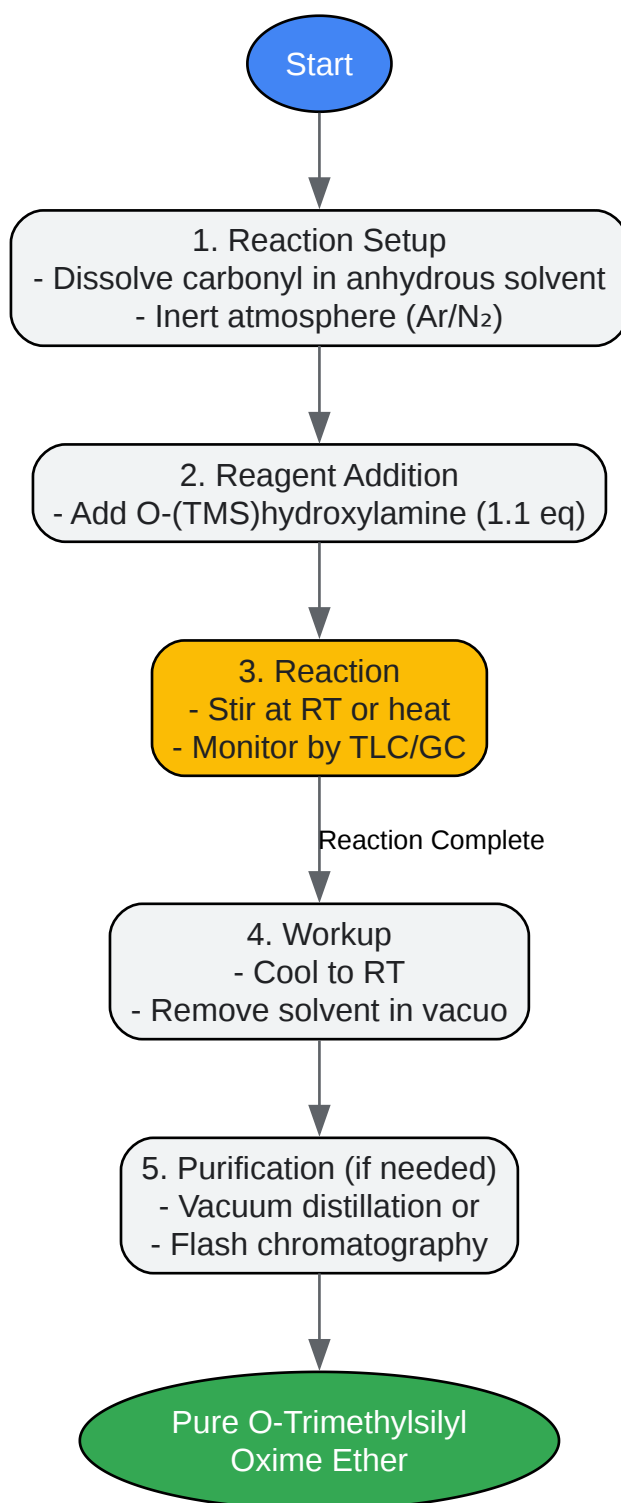 Start
1. Reaction Setup
- Dissolve carbonyl in anhydrous solvent
- Inert atmosphere (Ar/N₂)
2. Reagent Addition
- Add O-(TMS)hydroxylamine (1.1 eq)
3. Reaction
- Stir at RT or heat
- Monitor by TLC/GC
Reaction Complete
4. Workup
- Cool to RT
- Remove solvent in vacuo
5. Purification (if needed)
- Vacuum distillation or
- Flash chromatography
Pure O-Trimethylsilyl
Oxime Ether